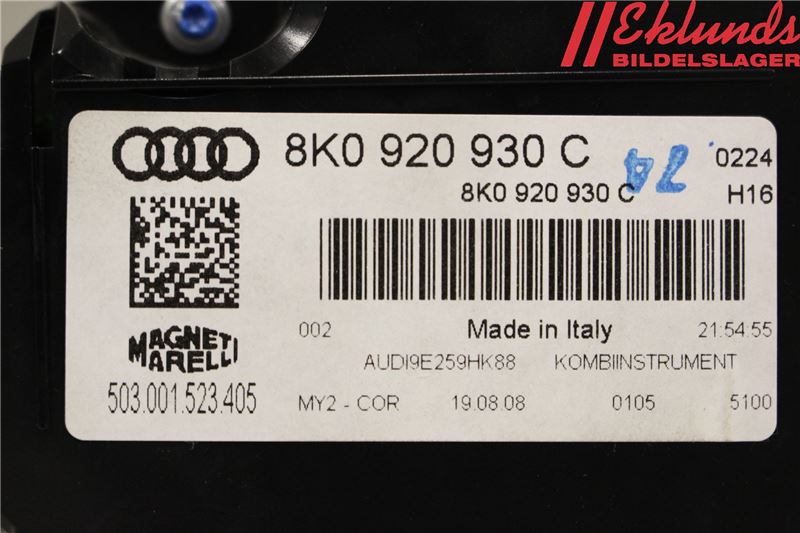 Eklunds
BILDELSLAGER
8K0 920 930 C
74
0224
8K0 920 930 C
H16
002
Made in Italy
21:54:55
MAGNETI
MARELLI
AUDI9E259HK88 KOMBIINSTRUMENT
503.001.523.405
MY2 - COR 19.08.08 0105 5100